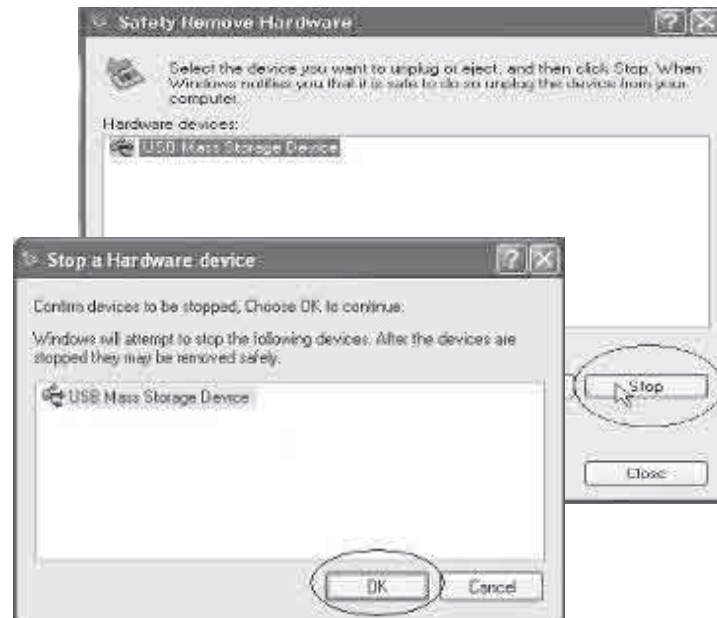 Safety Remove Hardware
Select the device you want to unplug or eject, and then click Stop. When
Windows notifies you that it is safe to do so unplug the device from your
computer.
Hardware devices:
USB Mass Storage Device
Stop
Close
Stop a Hardware device
Confirm devices to be stopped, Choose OK to continue:
Windows will attempt to stop the following devices. After the devices are
stopped they may be removed safely.
USB Mass Storage Device
OK
Cancel